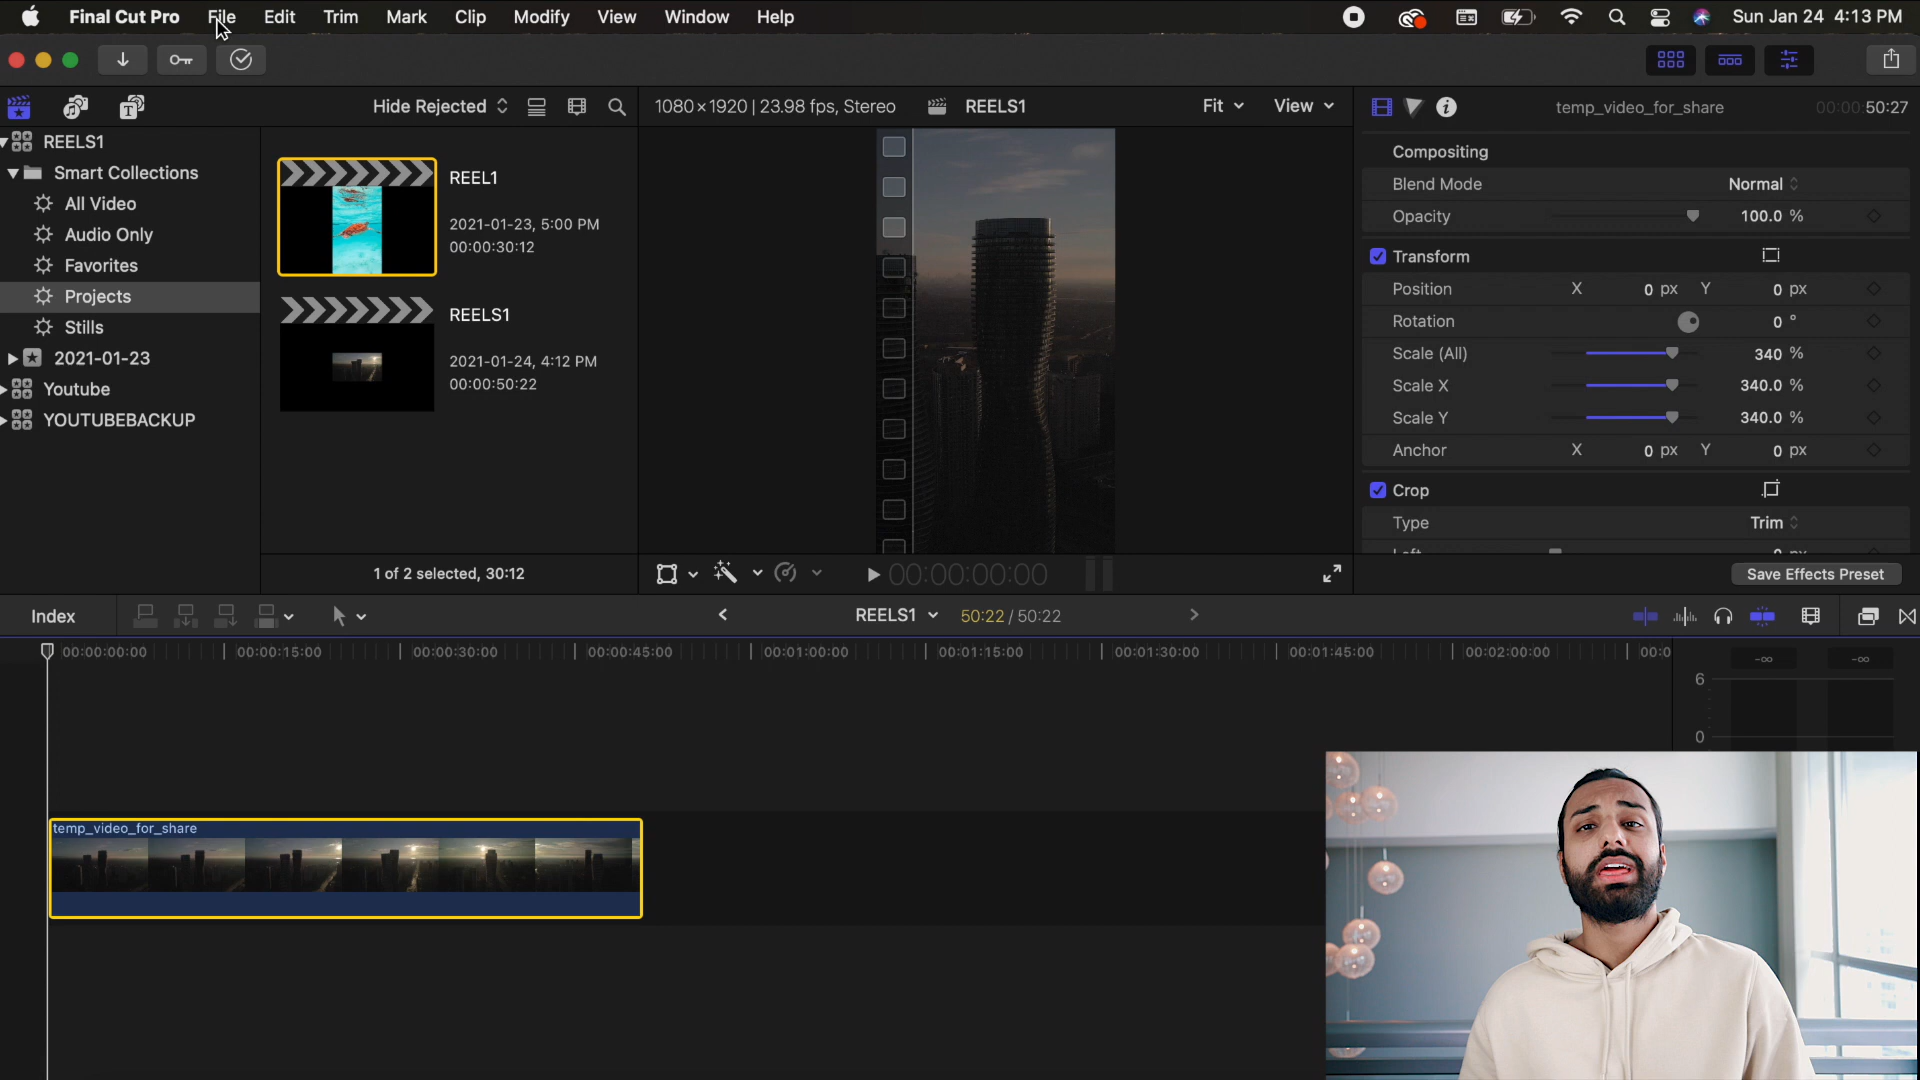 Final Cut Pro File Edit Trim Mark Clip Modify View Window Help Sun Jan 24 4:13 PM
Hide Rejected 1080×1920 | 23.98 fps, Stereo REELS1 Fit View temp_video_for_share 00:00:50:27
REELS1
Smart Collections
All Video
Audio Only
Favorites
Projects
Stills
2021-01-23
Youtube
YOUTUBEBACKUP
REEL1
2021-01-23, 5:00 PM
00:00:30:12
REELS1
2021-01-24, 4:12 PM
00:00:50:22
1 of 2 selected, 30:12
00:00:00:00
Compositing
Blend Mode Normal
Opacity 100.0 %
Transform
Position X 0 px Y 0 px
Rotation 0 °
Scale (All) 340 %
Scale X 340.0 %
Scale Y 340.0 %
Anchor X 0 px Y 0 px
Crop
Type Trim
Left 0 px
Save Effects Preset
Index REELS1 50:22 / 50:22
00:00:00:00 00:00:15:00 00:00:30:00 00:00:45:00 00:01:00:00 00:01:15:00 00:01:30:00 00:01:45:00 00:02:00:00 00:0
-∞ -∞
6
0
temp_video_for_share